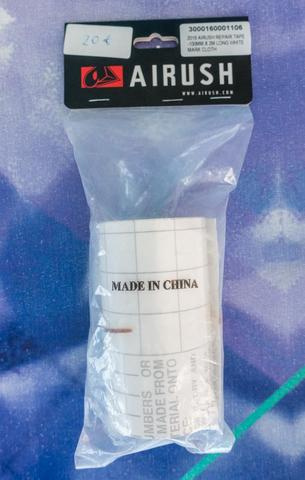 20€
3000160001106
2015 AIRUSH REPAIR TAPE
-150MM X 2M LONG WHITE
MARK CLOTH
AIRUSH
WWW.AIRUSH.COM
MADE IN CHINA
UMBERS OR
MADE FROM
TERIAL ONTO